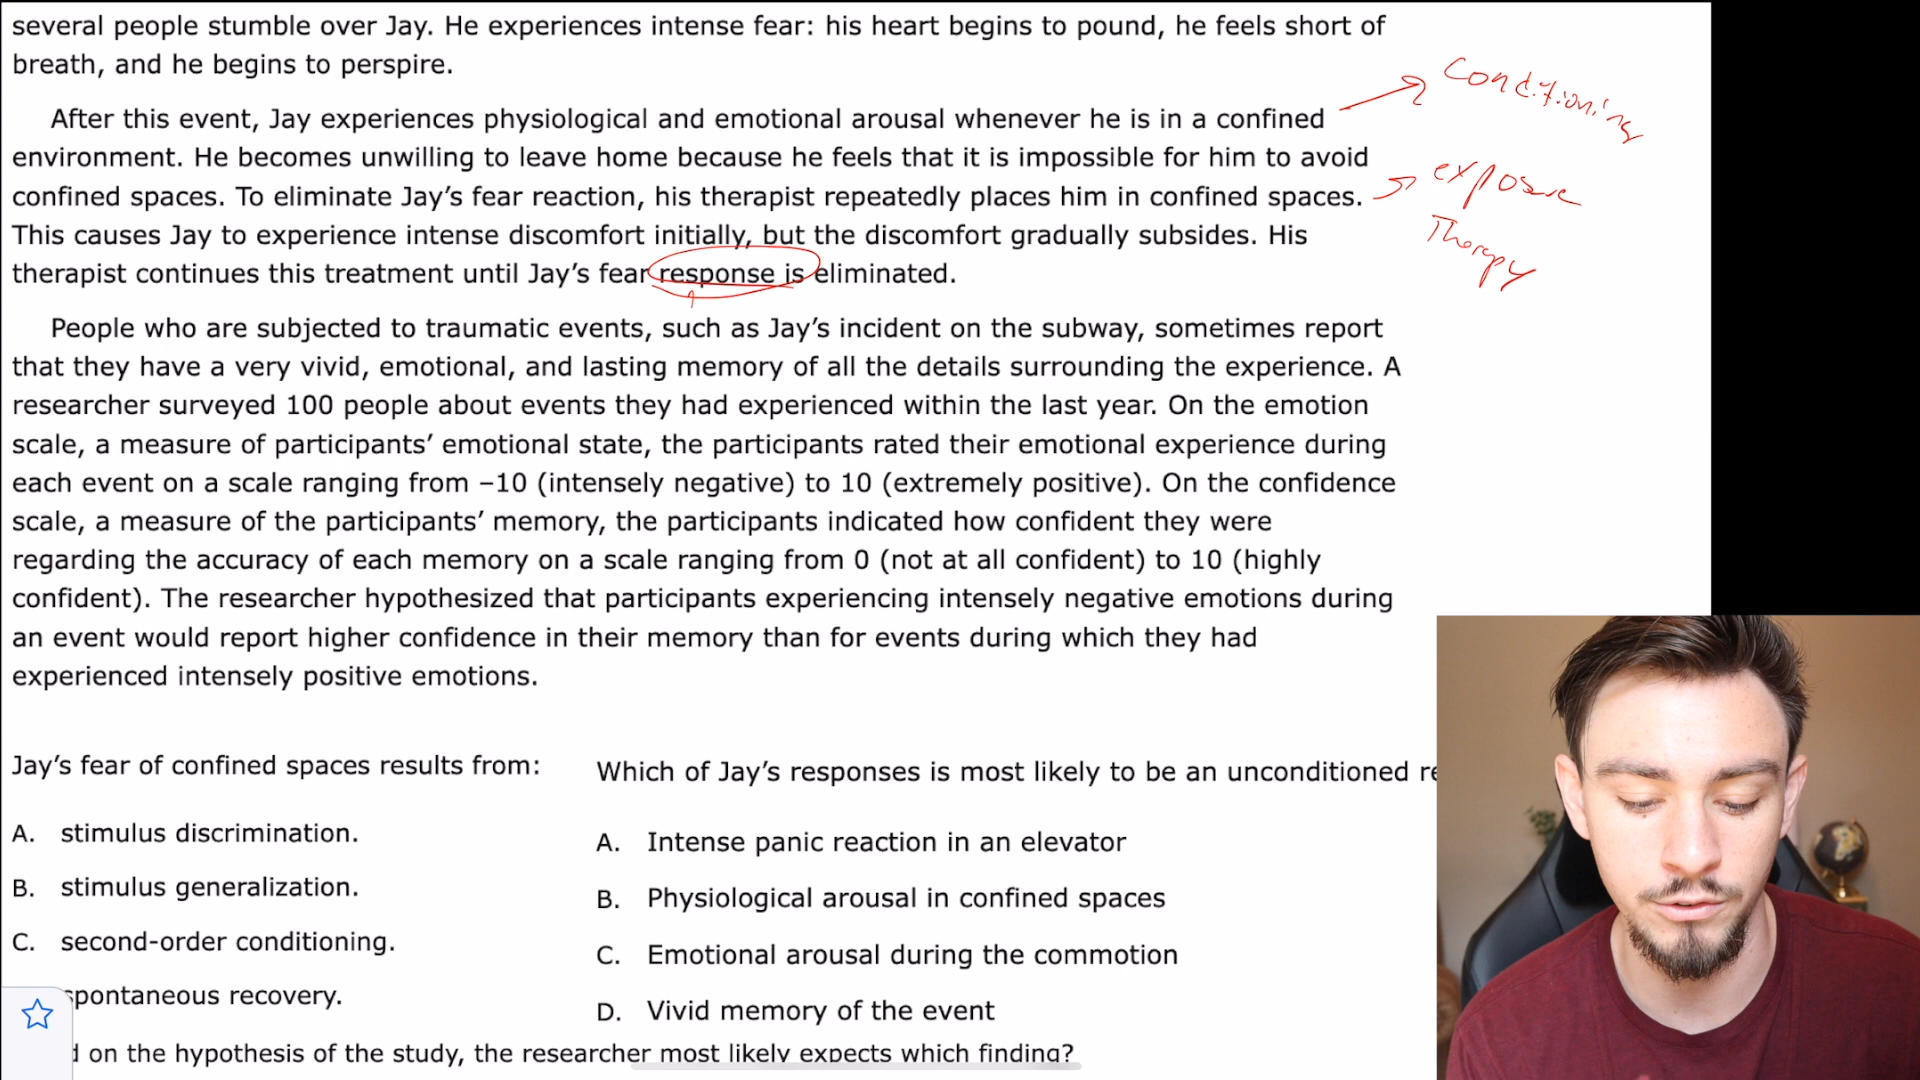 several people stumble over Jay. He experiences intense fear: his heart begins to pound, he feels short of
breath, and he begins to perspire.
After this event, Jay experiences physiological and emotional arousal whenever he is in a confined
environment. He becomes unwilling to leave home because he feels that it is impossible for him to avoid
confined spaces. To eliminate Jay’s fear reaction, his therapist repeatedly places him in confined spaces.
This causes Jay to experience intense discomfort initially, but the discomfort gradually subsides. His
therapist continues this treatment until Jay’s fear response is eliminated.
Conditioning
exposure
Therapy
People who are subjected to traumatic events, such as Jay’s incident on the subway, sometimes report
that they have a very vivid, emotional, and lasting memory of all the details surrounding the experience. A
researcher surveyed 100 people about events they had experienced within the last year. On the emotion
scale, a measure of participants’ emotional state, the participants rated their emotional experience during
each event on a scale ranging from –10 (intensely negative) to 10 (extremely positive). On the confidence
scale, a measure of the participants’ memory, the participants indicated how confident they were
regarding the accuracy of each memory on a scale ranging from 0 (not at all confident) to 10 (highly
confident). The researcher hypothesized that participants experiencing intensely negative emotions during
an event would report higher confidence in their memory than for events during which they had
experienced intensely positive emotions.
Jay’s fear of confined spaces results from:
A. stimulus discrimination.
B. stimulus generalization.
C. second-order conditioning.
spontaneous recovery.
Which of Jay’s responses is most likely to be an unconditioned
A. Intense panic reaction in an elevator
B. Physiological arousal in confined spaces
C. Emotional arousal during the commotion
D. Vivid memory of the event
on the hypothesis of the study, the researcher most likely expects which finding?